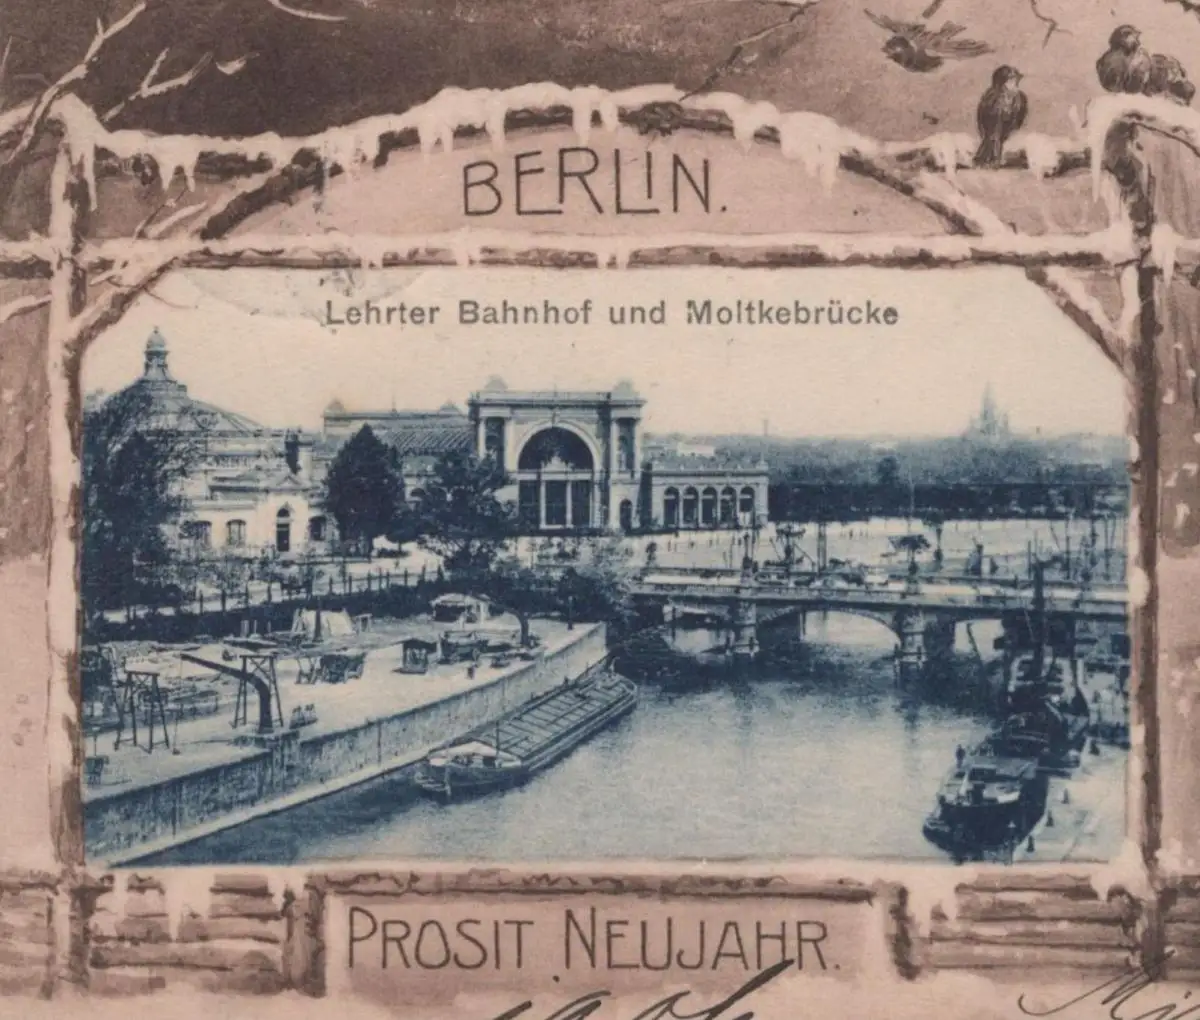 BERLIN.
Lehrter Bahnhof und Moltkebrücke
PROSIT NEUJAHR.